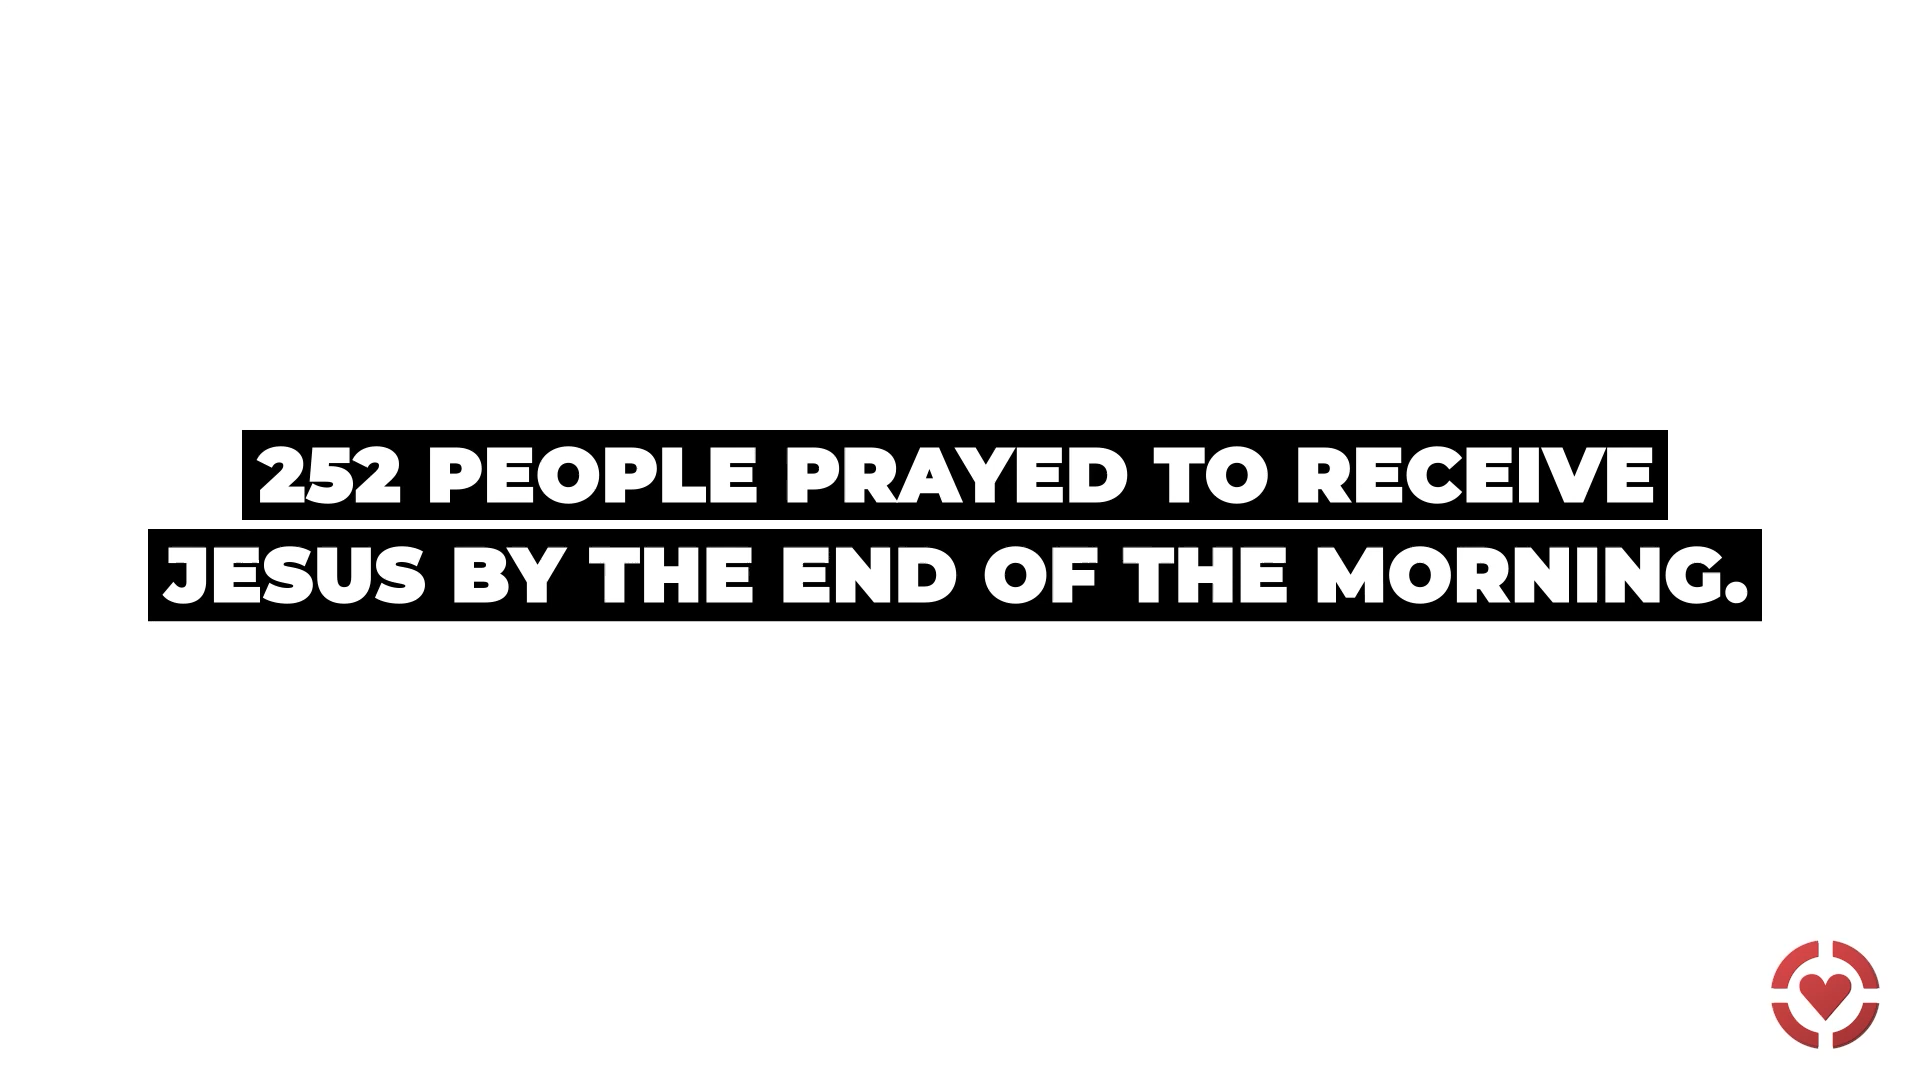 252 PEOPLE PRAYED TO RECEIVE
JESUS BY THE END OF THE MORNING.